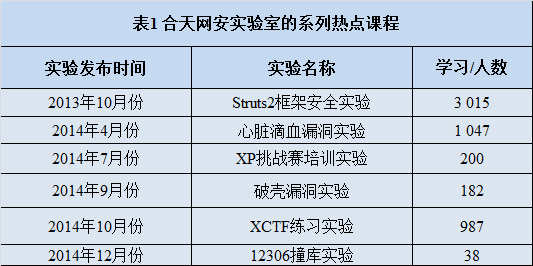 表1 合天网安实验室的系列热点课程
实验发布时间 实验名称 学习/人数
2013年10月份 Struts2框架安全实验 3 015
2014年4月份 心脏滴血漏洞实验 1 047
2014年7月份 XP挑战赛培训实验 200
2014年9月份 破壳漏洞实验 182
2014年10月份 XCTF练习实验 987
2014年12月份 12306撞库实验 38